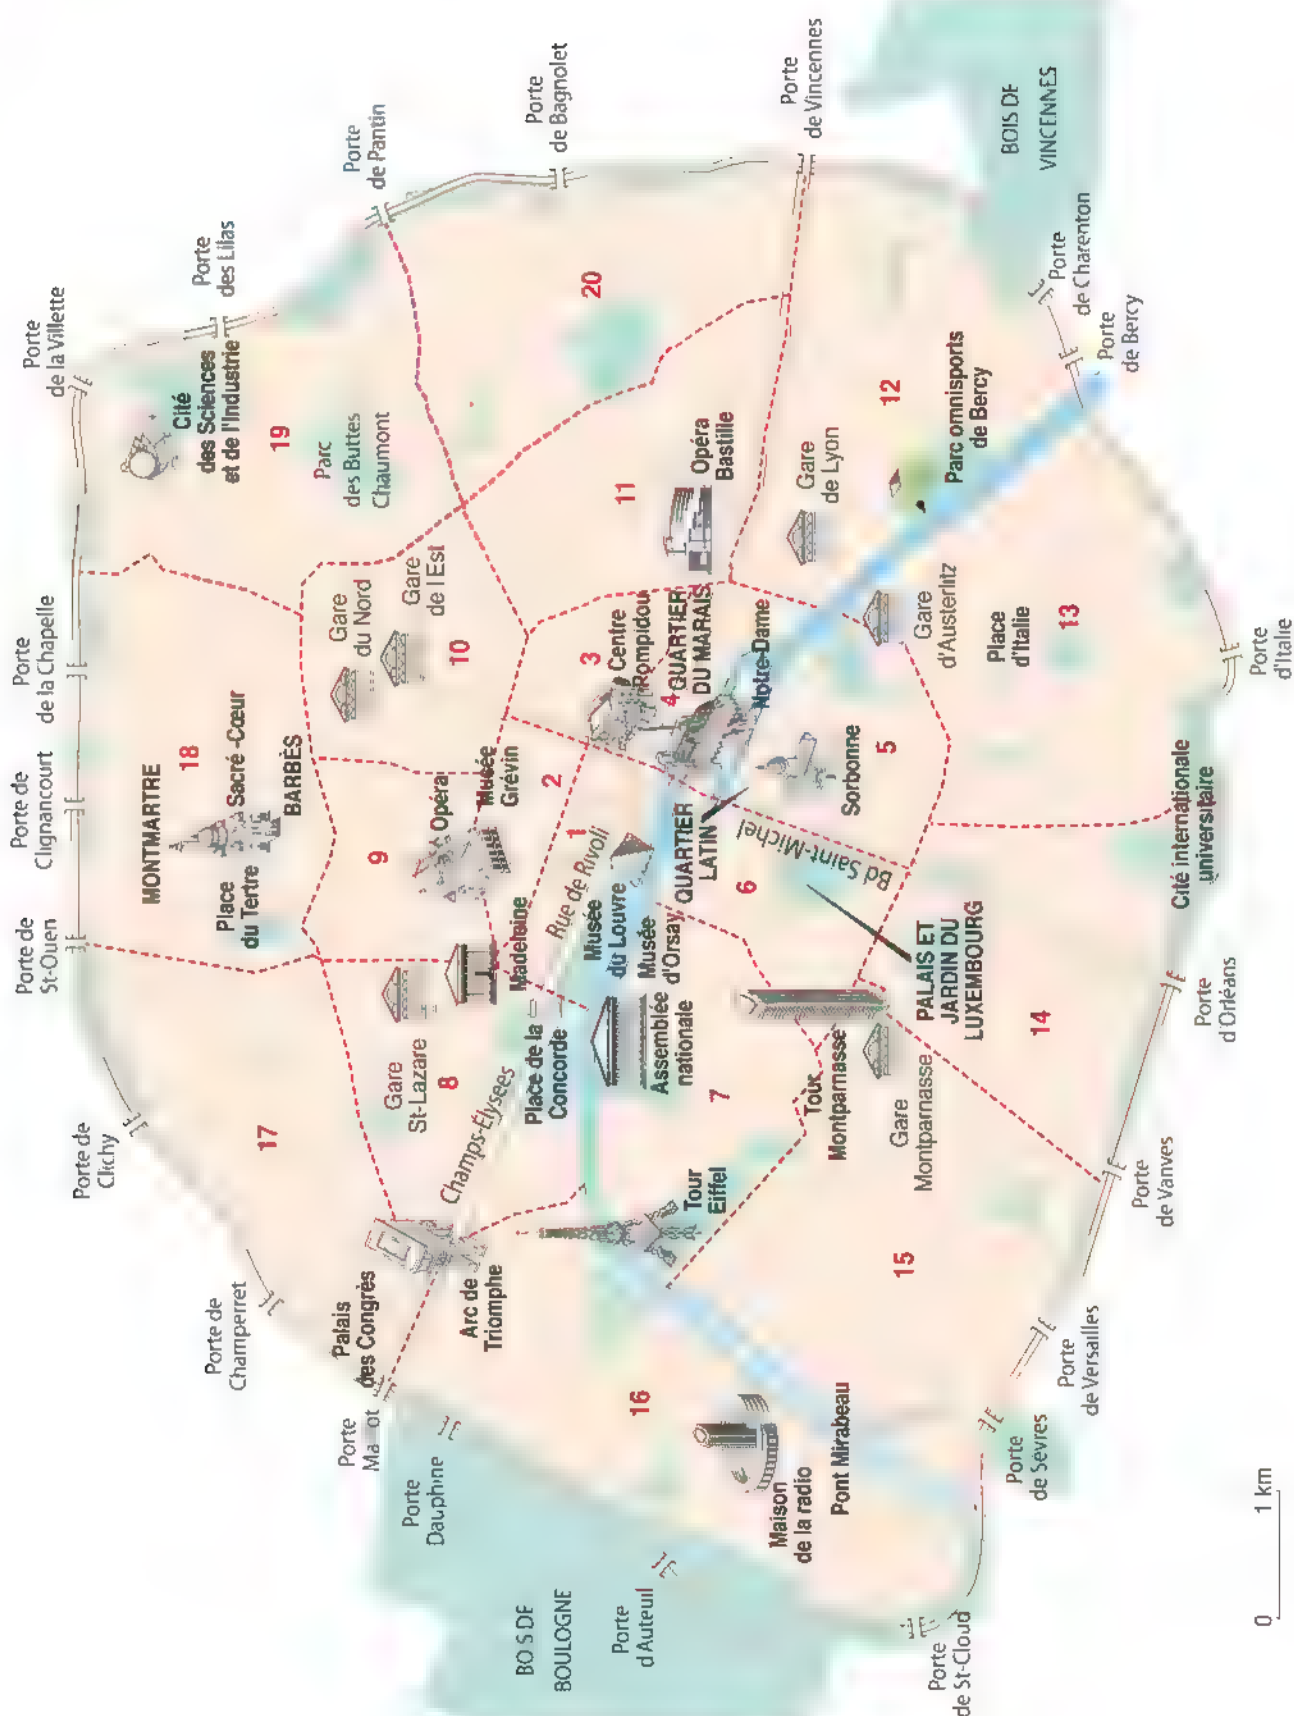 Porte de
St-Ouen
Porte de
Clignancourt
Porte
de la Chapelle
Porte
de la Villette
Porte
des Lilas
Porte
de Pantin
Porte
de Bagnolet
Porte
de Vincennes
BOIS DE
VINCENNES
Porte
de Charenton
Porte
de Bercy
Porte
d'Italie
Cité internationale
universitaire
Porte
d'Orléans
Porte
de Vanves
Porte
de Versailles
Porte
de Sèvres
Porte
de St-Cloud
Porte
d'Auteuil
BOIS DE
BOULOGNE
Porte
Dauphine
Porte
Ma ot
Porte de
Champerret
Porte de
Clichy
17
MONTMARTRE
18
Sacré-Cœur
Place
du Tertre
BARBÈS
Cité
des Sciences
et de l'Industrie
19
Parc
des Buttes
Chaumont
Gare
du Nord
Gare
de l'Est
10
9
Opéra
Musée
Grévin
2
Gare
St-Lazare
8
Madeleine
Champs-Élysées
Place de la
Concorde
Palais
des Congrès
Arc de
Triomphe
Rue de Rivoli
1
Musée
du Louvre
Musée
d'Orsay
Assemblée
nationale
7
Tour
Eiffel
16
3
Centre
Pompidou
4
QUARTIER
DU MARAIS
Notre-Dame
11
Opéra
Bastille
20
12
Gare
de Lyon
Parc omnisports
de Bercy
Gare
d'Austerlitz
Place
d'Italie
13
5
Sorbonne
QUARTIER
LATIN
Bd Saint-Michel
6
PALAIS ET
JARDIN DU
LUXEMBOURG
14
Tour
Montparnasse
Gare
Montparnasse
15
Maison
de la radio
Pont Mirabeau
0 1 km